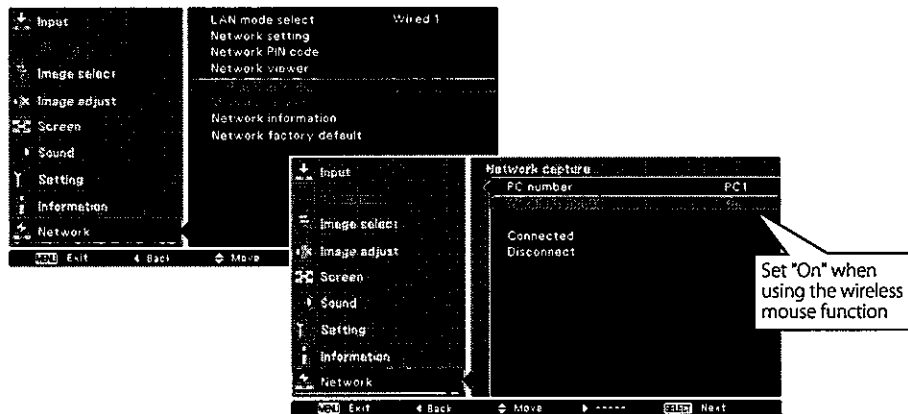 Input
Image select
Image adjust
Screen
Sound
Setting
Information
Network
MENU Exit
Back
Move
LAN mode select Wired 1
Network setting
Network PIN code
Network viewer
Network information
Network factory default
Input
Image select
Image adjust
Screen
Sound
Setting
Information
Network
MENU Exit
Back
Move
-----
SELECT Next
Network capture
PC number PC1
Connected
Disconnect
Set "On" when
using the wireless
mouse function